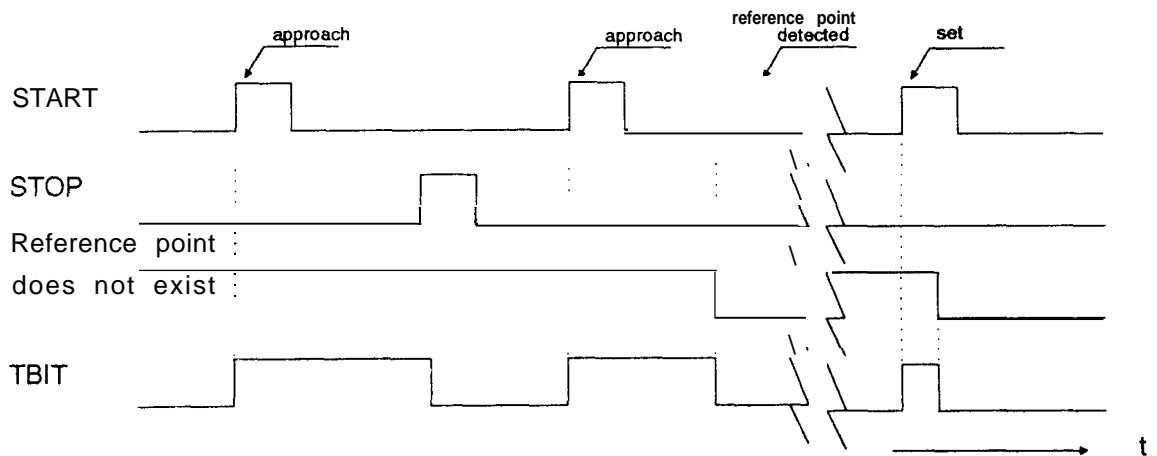 approach
approach
reference point
detected
set
START
STOP
Reference point
does not exist
TBIT
t